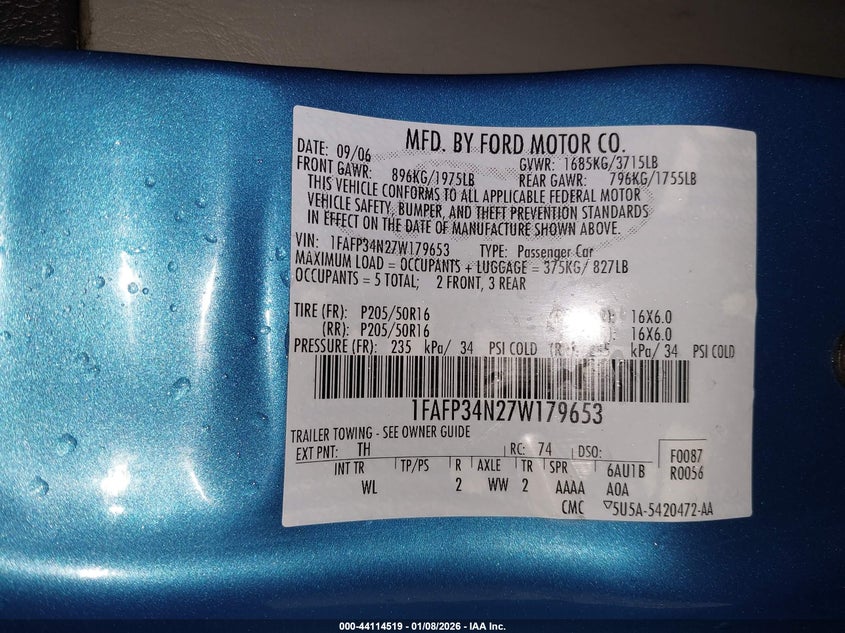 MFD. BY FORD MOTOR CO.
DATE: 09/06 GVWR: 1685KG/3715LB
FRONT GAWR: 896KG/1975LB REAR GAWR: 796KG/1755LB
THIS VEHICLE CONFORMS TO ALL APPLICABLE FEDERAL MOTOR
VEHICLE SAFETY, BUMPER, AND THEFT PREVENTION STANDARDS
IN EFFECT ON THE DATE OF MANUFACTURE SHOWN ABOVE.
VIN: 1FAFP34N27W179653 TYPE: Passenger Car
MAXIMUM LOAD = OCCUPANTS + LUGGAGE = 375KG/ 827LB
OCCUPANTS = 5 TOTAL; 2 FRONT, 3 REAR
TIRE (FR): P205/50R16 16X6.0
(RR): P205/50R16 16X6.0
PRESSURE (FR): 235 kPa/ 34 PSI COLD kPa/ 34 PSI COLD
1FAFP34N27W179653
TRAILER TOWING - SEE OWNER GUIDE
EXT PNT: TH RC: 74 DSO: F0087
INT TR TP/PS R AXLE TR SPR 6AU1B R0056
WL 2 WW 2 AAAA A0A
CMC ▽5U5A-5420472-AA
000-44114519 - 01/08/2026 - IAA Inc.